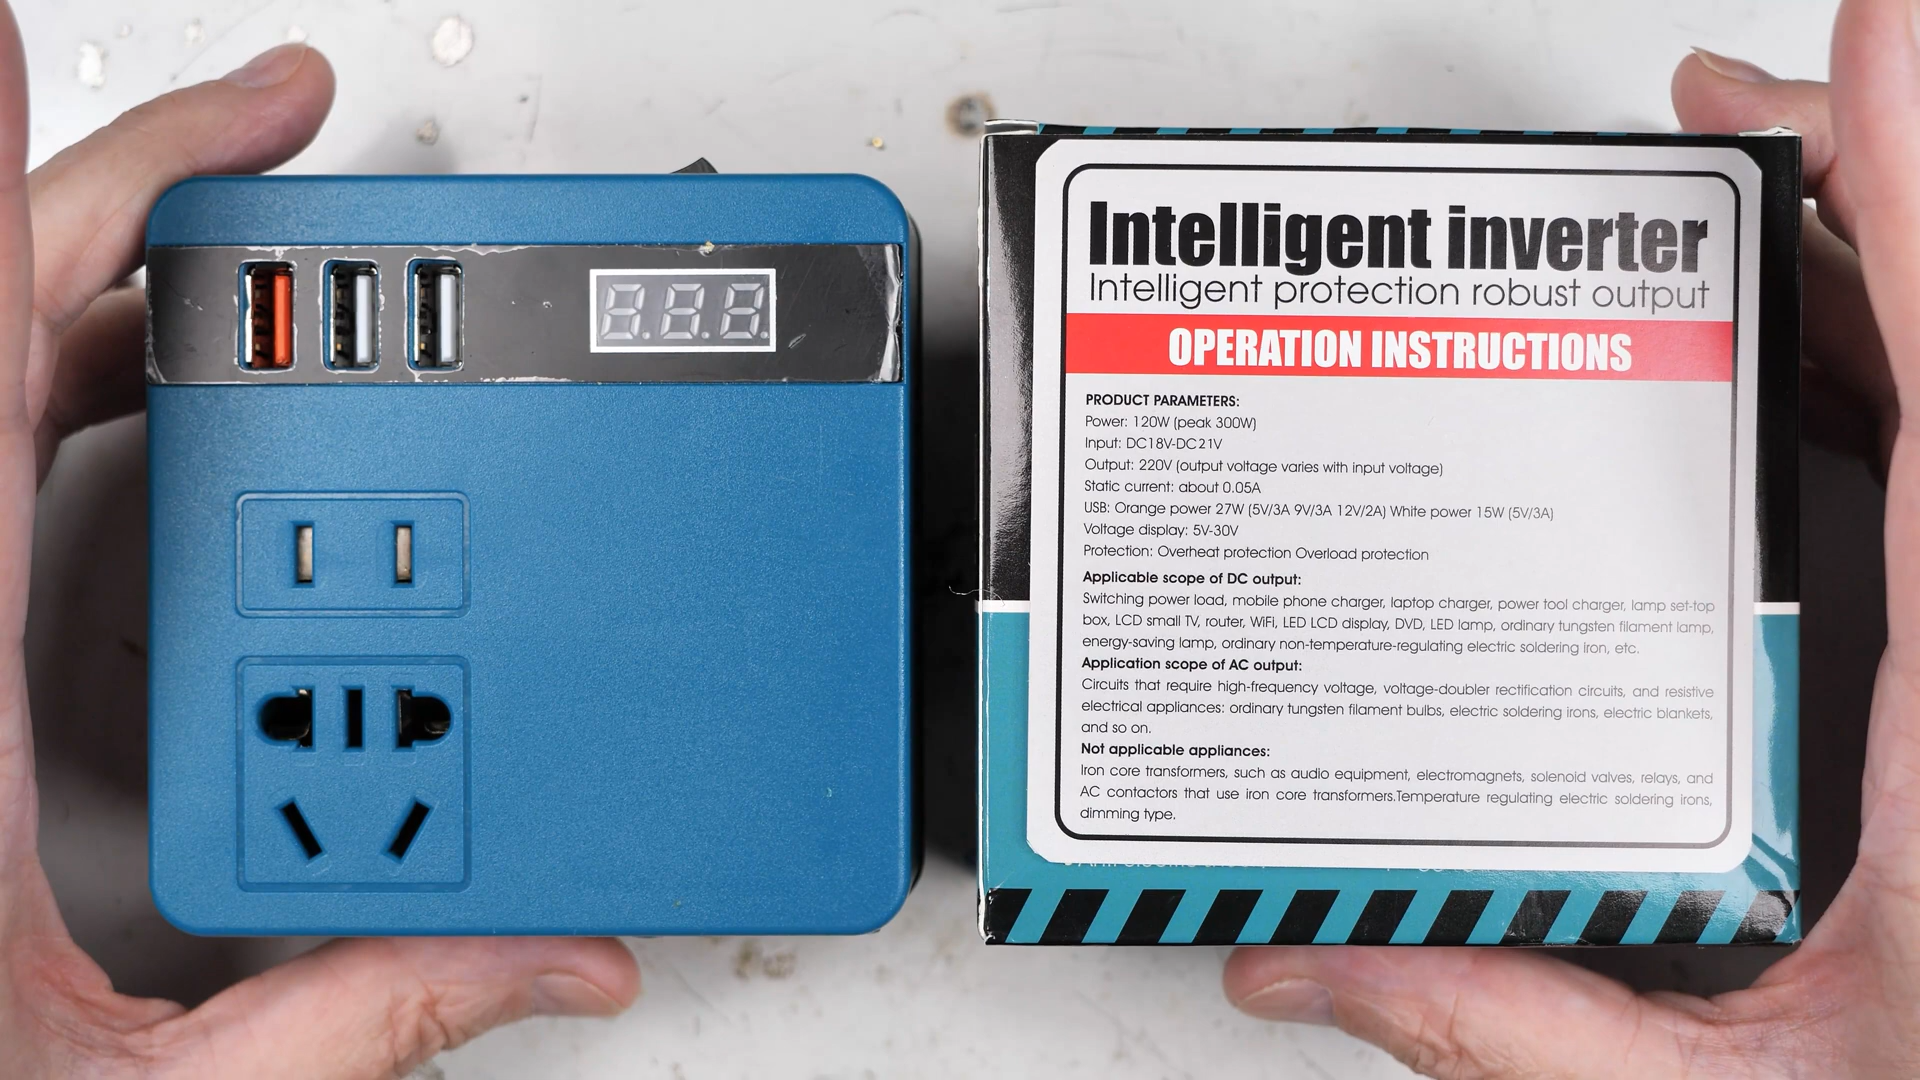 8.8.8.
Intelligent inverter
Intelligent protection robust output
OPERATION INSTRUCTIONS
PRODUCT PARAMETERS:
Power: 120W (peak 300W)
Input: DC18V-DC21V
Output: 220V (output voltage varies with input voltage)
Static current: about 0.05A
USB: Orange power 27W (5V/3A 9V/3A 12V/2A) White power 15W (5V/3A)
Voltage display: 5V-30V
Protection: Overheat protection Overload protection
Applicable scope of DC output:
Switching power load, mobile phone charger, laptop charger, power tool charger, lamp set-top
box, LCD small TV, router, WiFi, LED LCD display, DVD, LED lamp, ordinary tungsten filament lamp,
energy-saving lamp, ordinary non-temperature-regulating electric soldering iron, etc.
Application scope of AC output:
Circuits that require high-frequency voltage, voltage-doubler rectification circuits, and resistive
electrical appliances: ordinary tungsten filament bulbs, electric soldering irons, electric blankets,
and so on.
Not applicable appliances:
Iron core transformers, such as audio equipment, electromagnets, solenoid valves, relays, and
AC contactors that use iron core transformers.Temperature regulating electric soldering irons,
dimming type.